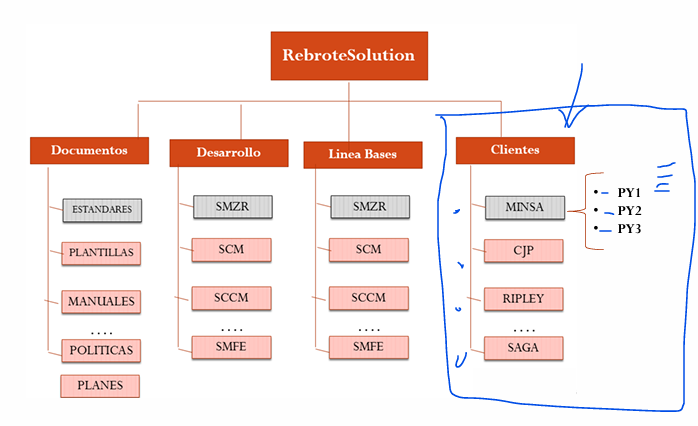 RebroteSolution
Documentos
ESTANDARES
PLANTILLAS
MANUALES
....
POLITICAS
PLANES
Desarrollo
SMZR
SCM
SCCM
....
SMFE
Linea Bases
SMZR
SCM
SCCM
....
SMFE
Clientes
MINSA
CJP
RIPLEY
....
SAGA
• PY1
• PY2
• PY3